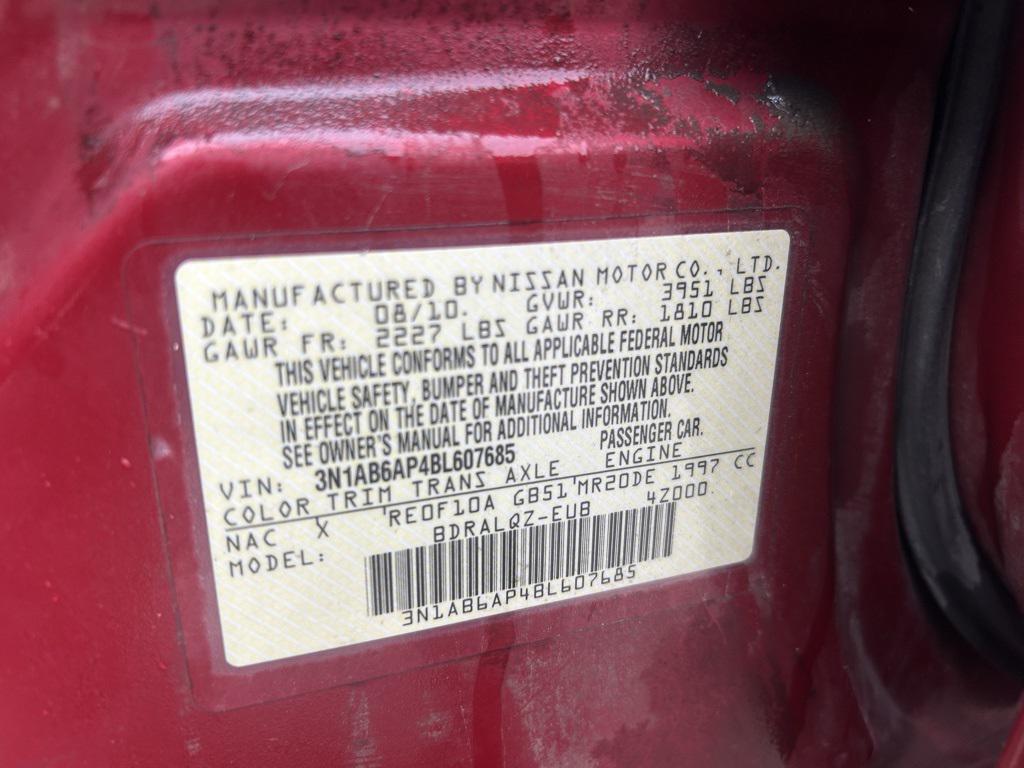 MANUFACTURED BY NISSAN MOTOR CO., LTD.
DATE: 08/10. GVWR: 3951 LBS
GAWR FR: 2227 LBS GAWR RR: 1810 LBS
THIS VEHICLE CONFORMS TO ALL APPLICABLE FEDERAL MOTOR
VEHICLE SAFETY, BUMPER AND THEFT PREVENTION STANDARDS
IN EFFECT ON THE DATE OF MANUFACTURE SHOWN ABOVE.
SEE OWNER'S MANUAL FOR ADDITIONAL INFORMATION.
VIN: 3N1AB6AP4BL607685 PASSENGER CAR.
COLOR TRIM TRANS AXLE ENGINE
NAC X RE0F10A GB51 MR20DE 1997 CC
MODEL: BDRALQZ-EUB 4Z000
3N1AB6AP4BL607685